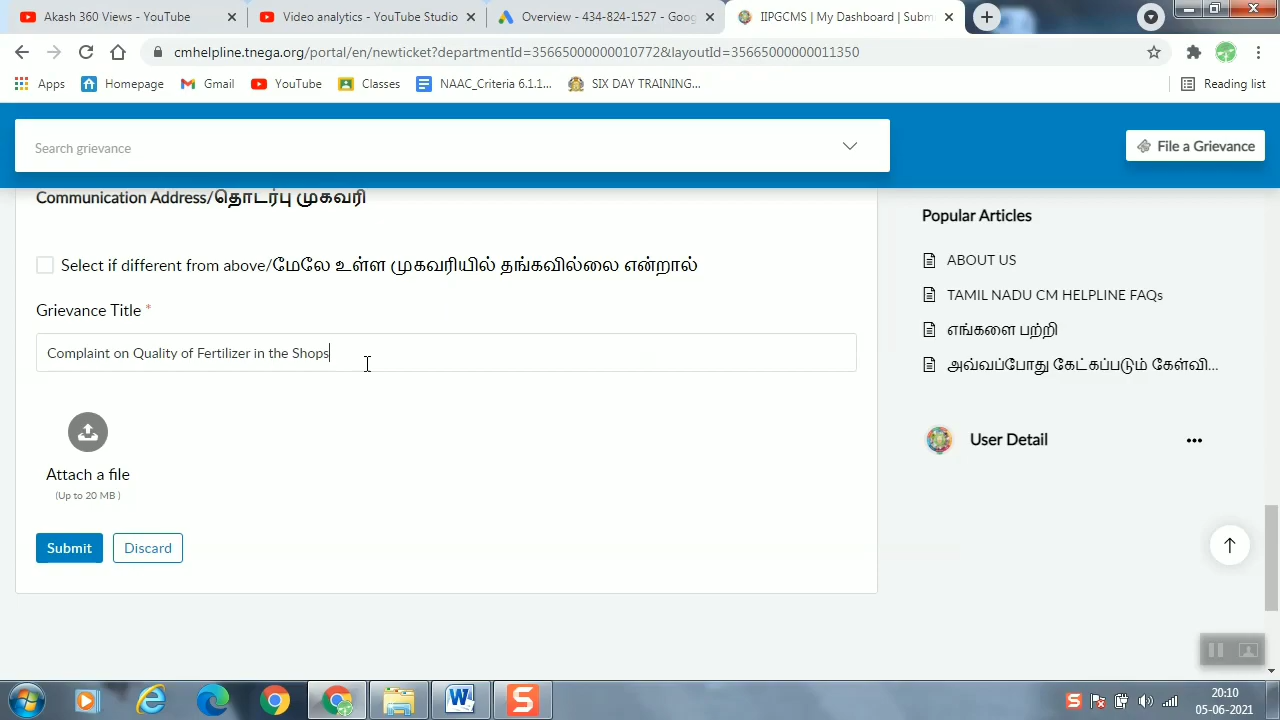 Akash 360 Views - YouTube
Video analytics - YouTube Studio
Overview - 434-824-1527 - Goog
IIPGCMS | My Dashboard | Subm
cmhelpline.tnega.org/portal/en/newticket?departmentId=35665000000010772&layoutId=35665000000011350
Apps
Homepage
Gmail
YouTube
Classes
NAAC_Criteria 6.1.1...
SIX DAY TRAINING...
Reading list
Search grievance
File a Grievance
Communication Address/தொடர்பு முகவரி
Select if different from above/மேலே உள்ள முகவரியில் தங்கவில்லை என்றால்
Grievance Title *
Complaint on Quality of Fertilizer in the Shops
Attach a file
(Up to 20 MB )
Submit
Discard
Popular Articles
ABOUT US
TAMIL NADU CM HELPLINE FAQs
எங்களை பற்றி
அவ்வப்போது கேட்கப்படும் கேள்வி...
User Detail
20:10
05-06-2021